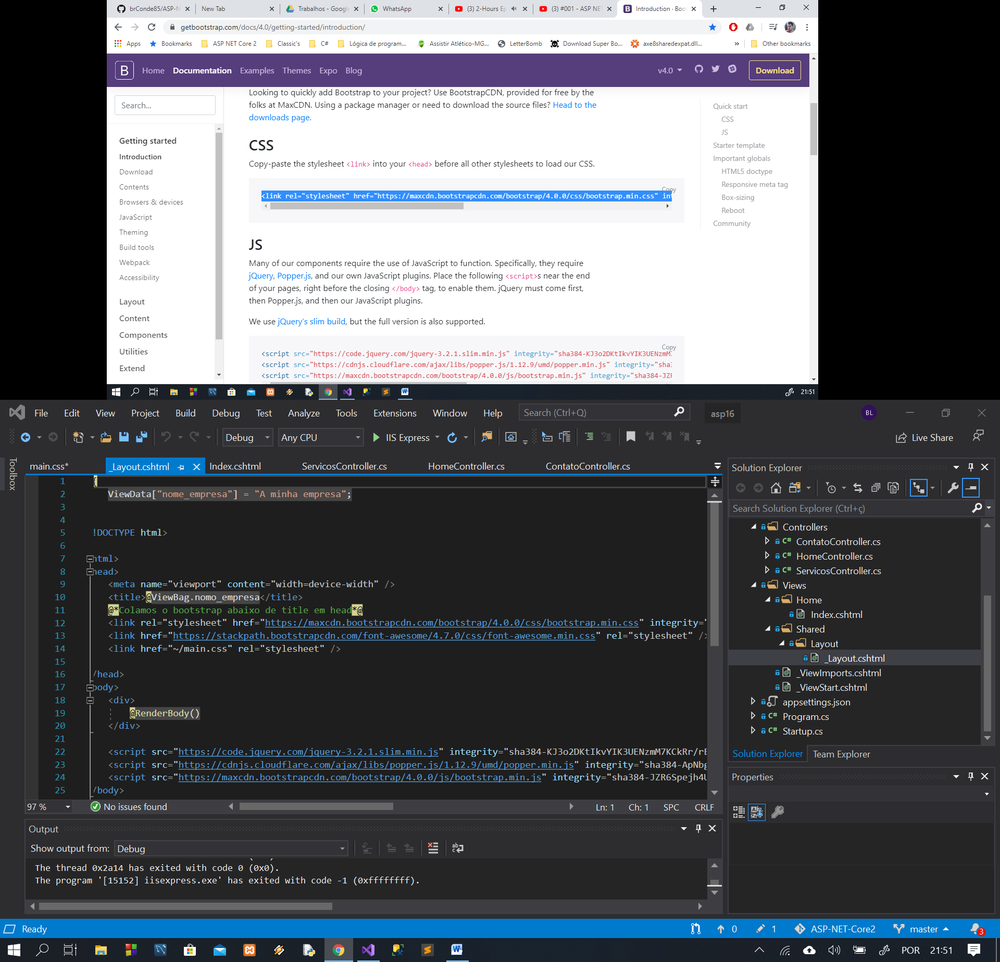 brConde85/ASP-N
New Tab
Trabalhos - Google
WhatsApp
(3) 2-Hours Ep
(3) #001 - ASP NET
Introduction · Boot
getbootstrap.com/docs/4.0/getting-started/introduction/
Apps
Bookmarks
ASP NET Core 2
Classic's
C#
Lógica de program...
Assistir Atlético-MG...
LetterBomb
Download Super Bo...
axe8sharedexpat.dll...
»
Other bookmarks
B
Home
Documentation
Examples
Themes
Expo
Blog
v4.0
Download
Search...
Getting started
Introduction
Download
Contents
Browsers & devices
JavaScript
Theming
Build tools
Webpack
Accessibility
Layout
Content
Components
Utilities
Extend
Looking to quickly add Bootstrap to your project? Use BootstrapCDN, provided for free by the
folks at MaxCDN. Using a package manager or need to download the source files? Head to the
downloads page.
CSS
Copy-paste the stylesheet <link> into your <head> before all other stylesheets to load our CSS.
Copy
<link rel="stylesheet" href="https://maxcdn.bootstrapcdn.com/bootstrap/4.0.0/css/bootstrap.min.css" int
JS
Many of our components require the use of JavaScript to function. Specifically, they require
jQuery, Popper.js, and our own JavaScript plugins. Place the following <script>s near the end
of your pages, right before the closing </body> tag, to enable them. jQuery must come first,
then Popper.js, and then our JavaScript plugins.
We use jQuery's slim build, but the full version is also supported.
Copy
<script src="https://code.jquery.com/jquery-3.2.1.slim.min.js" integrity="sha384-KJ3o2DKtIkvYIK3UENzmM
<script src="https://cdnjs.cloudflare.com/ajax/libs/popper.js/1.12.9/umd/popper.min.js" integrity="sha
<script src="https://maxcdn.bootstrapcdn.com/bootstrap/4.0.0/js/bootstrap.min.js" integrity="sha384-JZ
Quick start
CSS
JS
Starter template
Important globals
HTML5 doctype
Responsive meta tag
Box-sizing
Reboot
Community
21:51
File
Edit
View
Project
Build
Debug
Test
Analyze
Tools
Extensions
Window
Help
Search (Ctrl+Q)
asp16
BL
Debug
Any CPU
IIS Express
Live Share
Toolbox
main.css*
_Layout.cshtml
Index.cshtml
ServicosController.cs
HomeController.cs
ContatoController.cs
1 {
2 ViewData["nome_empresa"] = "A minha empresa";
3
4
5 !DOCTYPE html>
6
7 html>
8 head>
9 <meta name="viewport" content="width=device-width" />
10 <title>@ViewBag.nomo_empresa</title>
11 @*Colamos o bootstrap abaixo de title em head*@
12 <link rel="stylesheet" href="https://maxcdn.bootstrapcdn.com/bootstrap/4.0.0/css/bootstrap.min.css" integrity="
13 <link href="https://stackpath.bootstrapcdn.com/font-awesome/4.7.0/css/font-awesome.min.css" rel="stylesheet" />
14 <link href="~/main.css" rel="stylesheet" />
15
16 /head>
17 body>
18 <div>
19 @RenderBody()
20 </div>
21
22 <script src="https://code.jquery.com/jquery-3.2.1.slim.min.js" integrity="sha384-KJ3o2DKtIkvYIK3UENzmM7KCkRr/rE
23 <script src="https://cdnjs.cloudflare.com/ajax/libs/popper.js/1.12.9/umd/popper.min.js" integrity="sha384-ApNbg
24 <script src="https://maxcdn.bootstrapcdn.com/bootstrap/4.0.0/js/bootstrap.min.js" integrity="sha384-JZR6Spejh4U
25 /body>
97 %
No issues found
Ln: 1
Ch: 1
SPC
CRLF
Output
Show output from:
Debug
The thread 0x2a14 has exited with code 0 (0x0).
The program '[15152] iisexpress.exe' has exited with code -1 (0xffffffff).
Solution Explorer
Search Solution Explorer (Ctrl+ç)
Controllers
C# ContatoController.cs
C# HomeController.cs
C# ServicosController.cs
Views
Home
Index.cshtml
Shared
Layout
_Layout.cshtml
_ViewImports.cshtml
_ViewStart.cshtml
appsettings.json
C# Program.cs
C# Startup.cs
Solution Explorer
Team Explorer
Properties
Ready
0
1
ASP-NET-Core2
master
3
POR
21:51